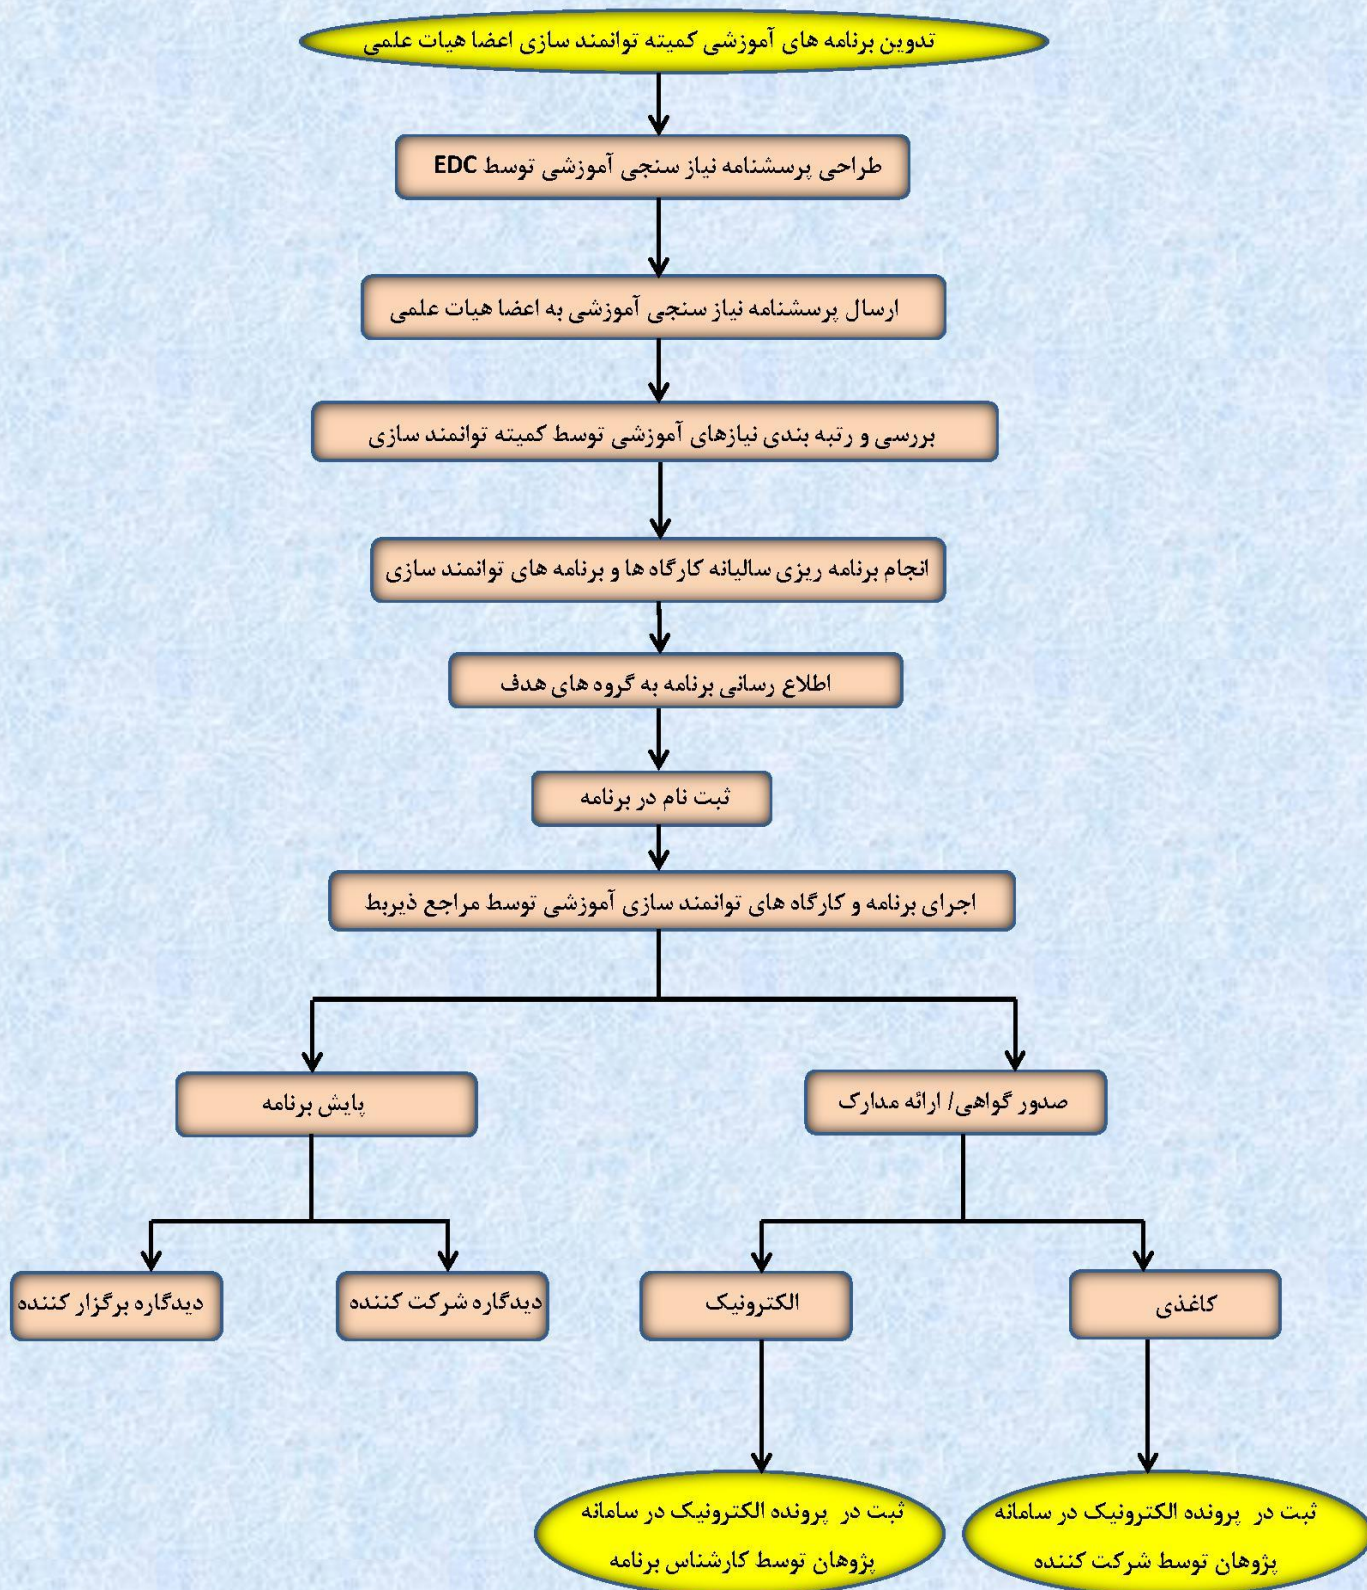 تدوین برنامه های آموزشی کمیته توانمند سازی اعضا هیات علمی
طراحی پرسشنامه نیاز سنجی آموزشی توسط EDC
ارسال پرسشنامه نیاز سنجی آموزشی به اعضا هیات علمی
بررسی و رتبه بندی نیازهای آموزشی توسط کمیته توانمند سازی
انجام برنامه ریزی سالیانه کارگاه ها و برنامه های توانمند سازی
اطلاع رسانی برنامه به گروه های هدف
ثبت نام در برنامه
اجرای برنامه و کارگاه های توانمند سازی آموزشی توسط مراجع ذیربط
صدور گواهی/ ارائه مدارک
پایش برنامه
کاغذی
الکترونیک
دیدگاره شرکت کننده
دیدگاره برگزار کننده
ثبت در پرونده الکترونیک در سامانه
پژوهان توسط شرکت کننده
ثبت در پرونده الکترونیک در سامانه
پژوهان توسط کارشناس برنامه